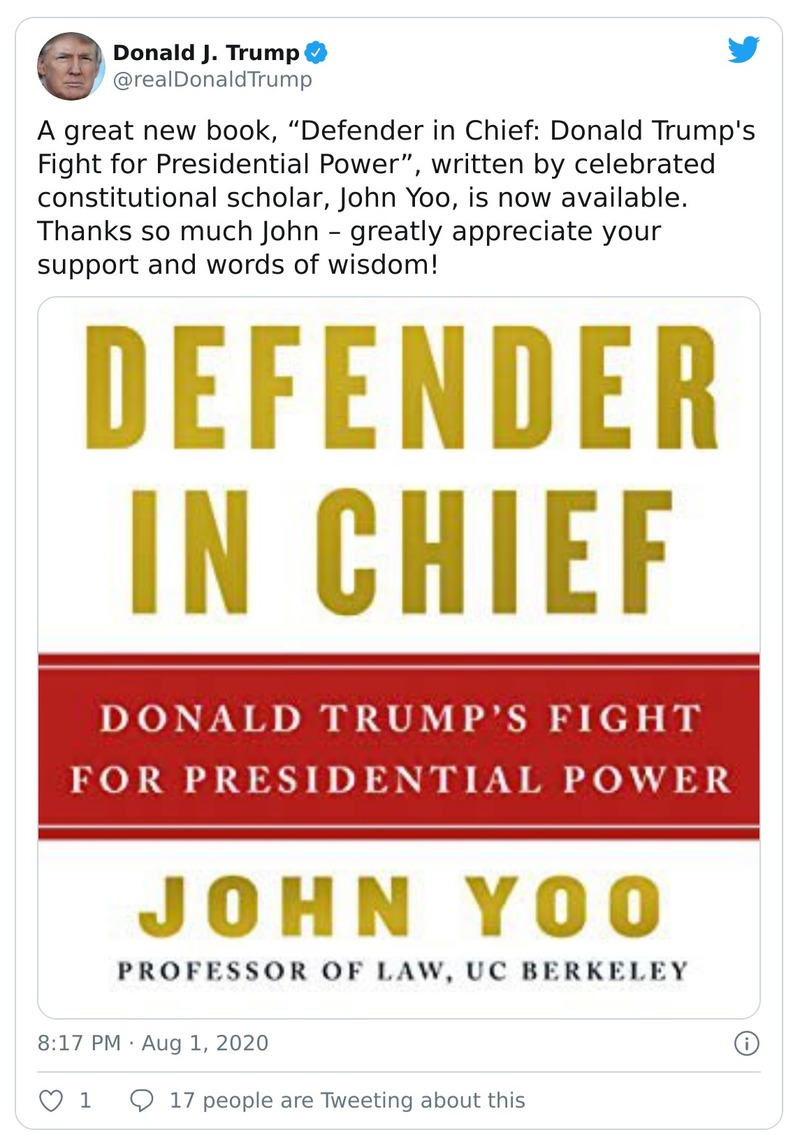 Donald J. Trump
@realDonaldTrump
A great new book, “Defender in Chief: Donald Trump's
Fight for Presidential Power”, written by celebrated
constitutional scholar, John Yoo, is now available.
Thanks so much John – greatly appreciate your
support and words of wisdom!
DEFENDER
IN CHIEF
DONALD TRUMP’S FIGHT
FOR PRESIDENTIAL POWER
JOHN YOO
PROFESSOR OF LAW, UC BERKELEY
8:17 PM · Aug 1, 2020
1 17 people are Tweeting about this